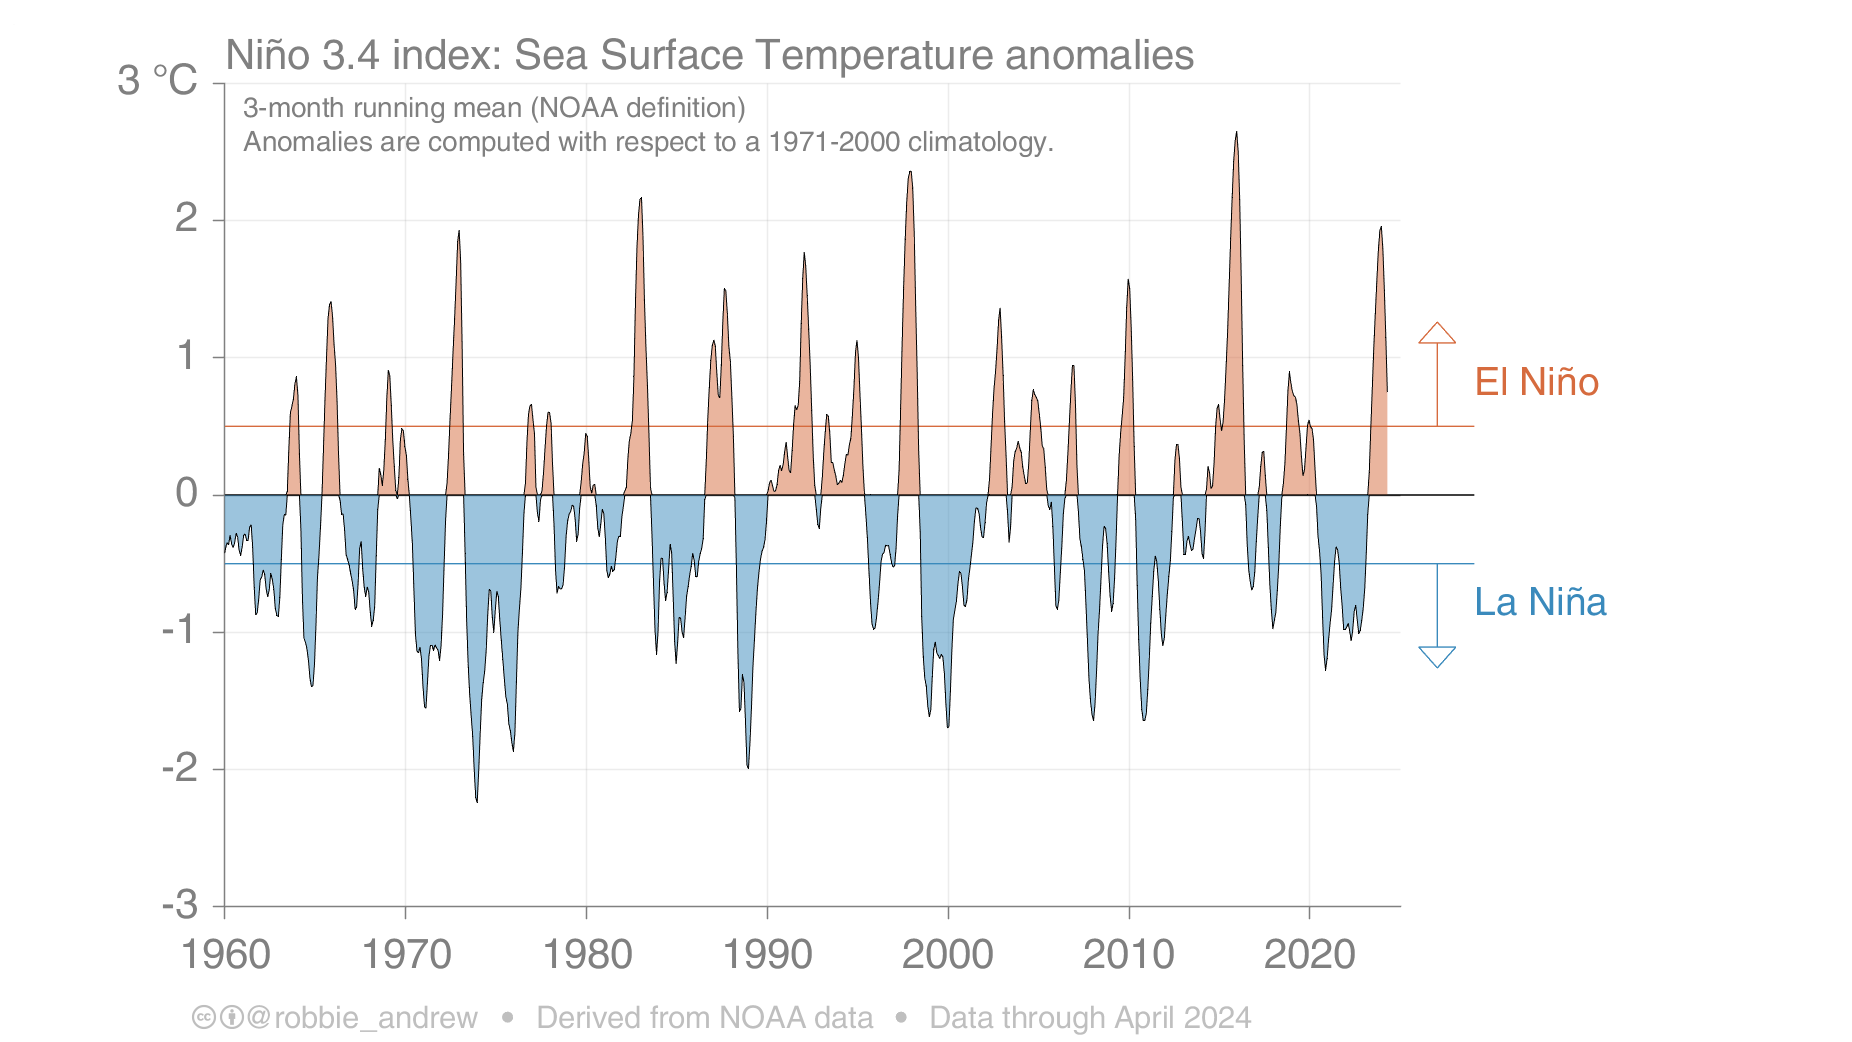 Niño 3.4 index: Sea Surface Temperature anomalies
3 °C
3-month running mean (NOAA definition)
Anomalies are computed with respect to a 1971-2000 climatology.
2
1
El Niño
0
La Niña
-1
-2
-3
1960 1970 1980 1990 2000 2010 2020
@robbie_andrew • Derived from NOAA data • Data through April 2024